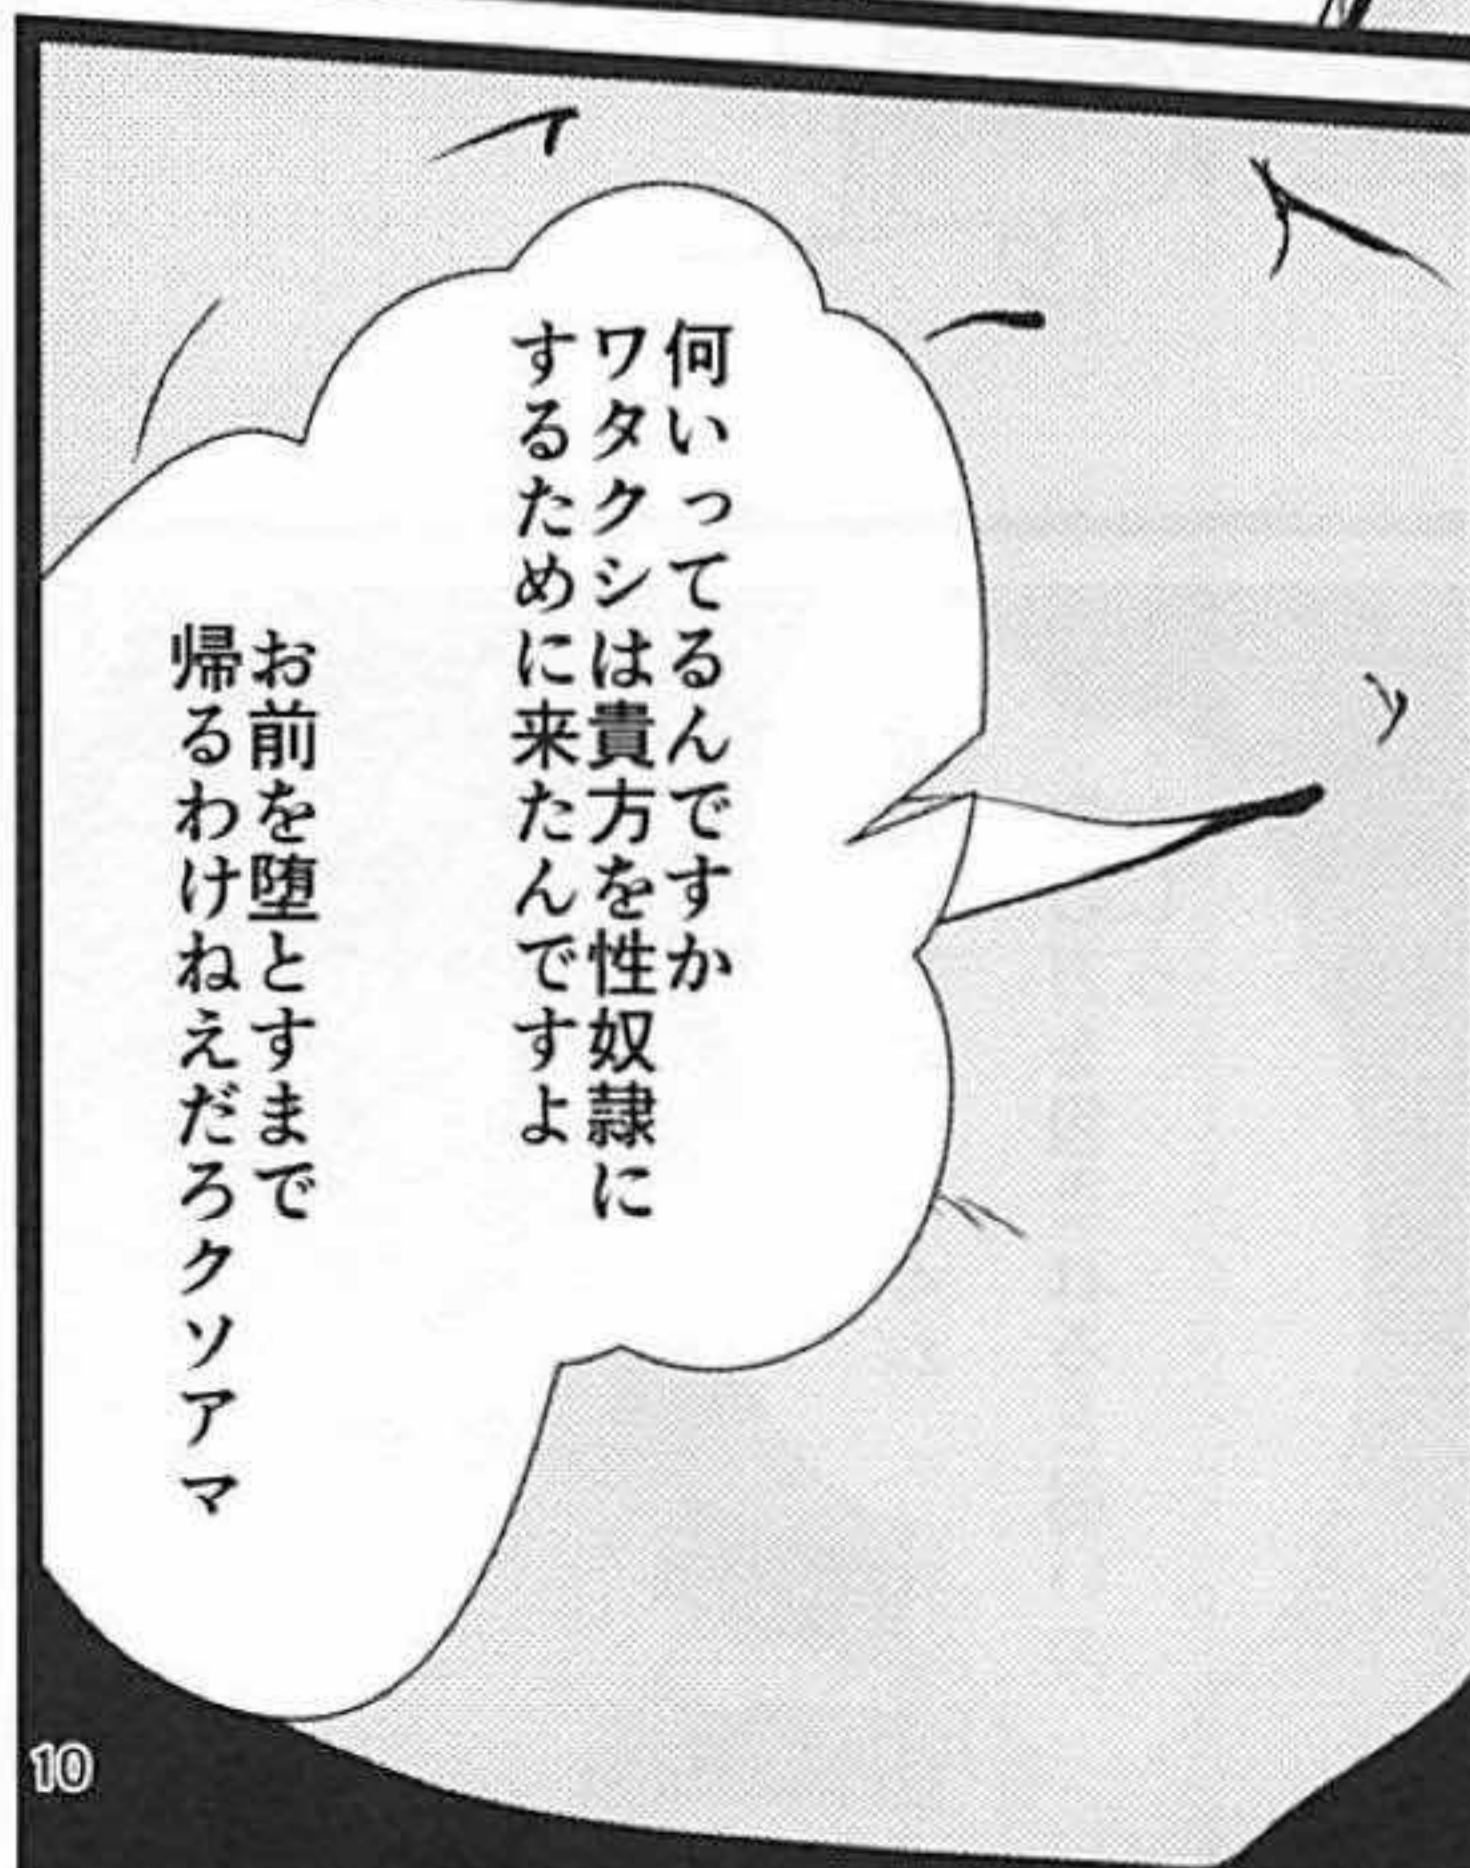 何いってるんですか
ワタクシは貴方を性奴隷に
するために来たんですよ
お前を堕とすまで
帰るわけねえだろクソアマ
10